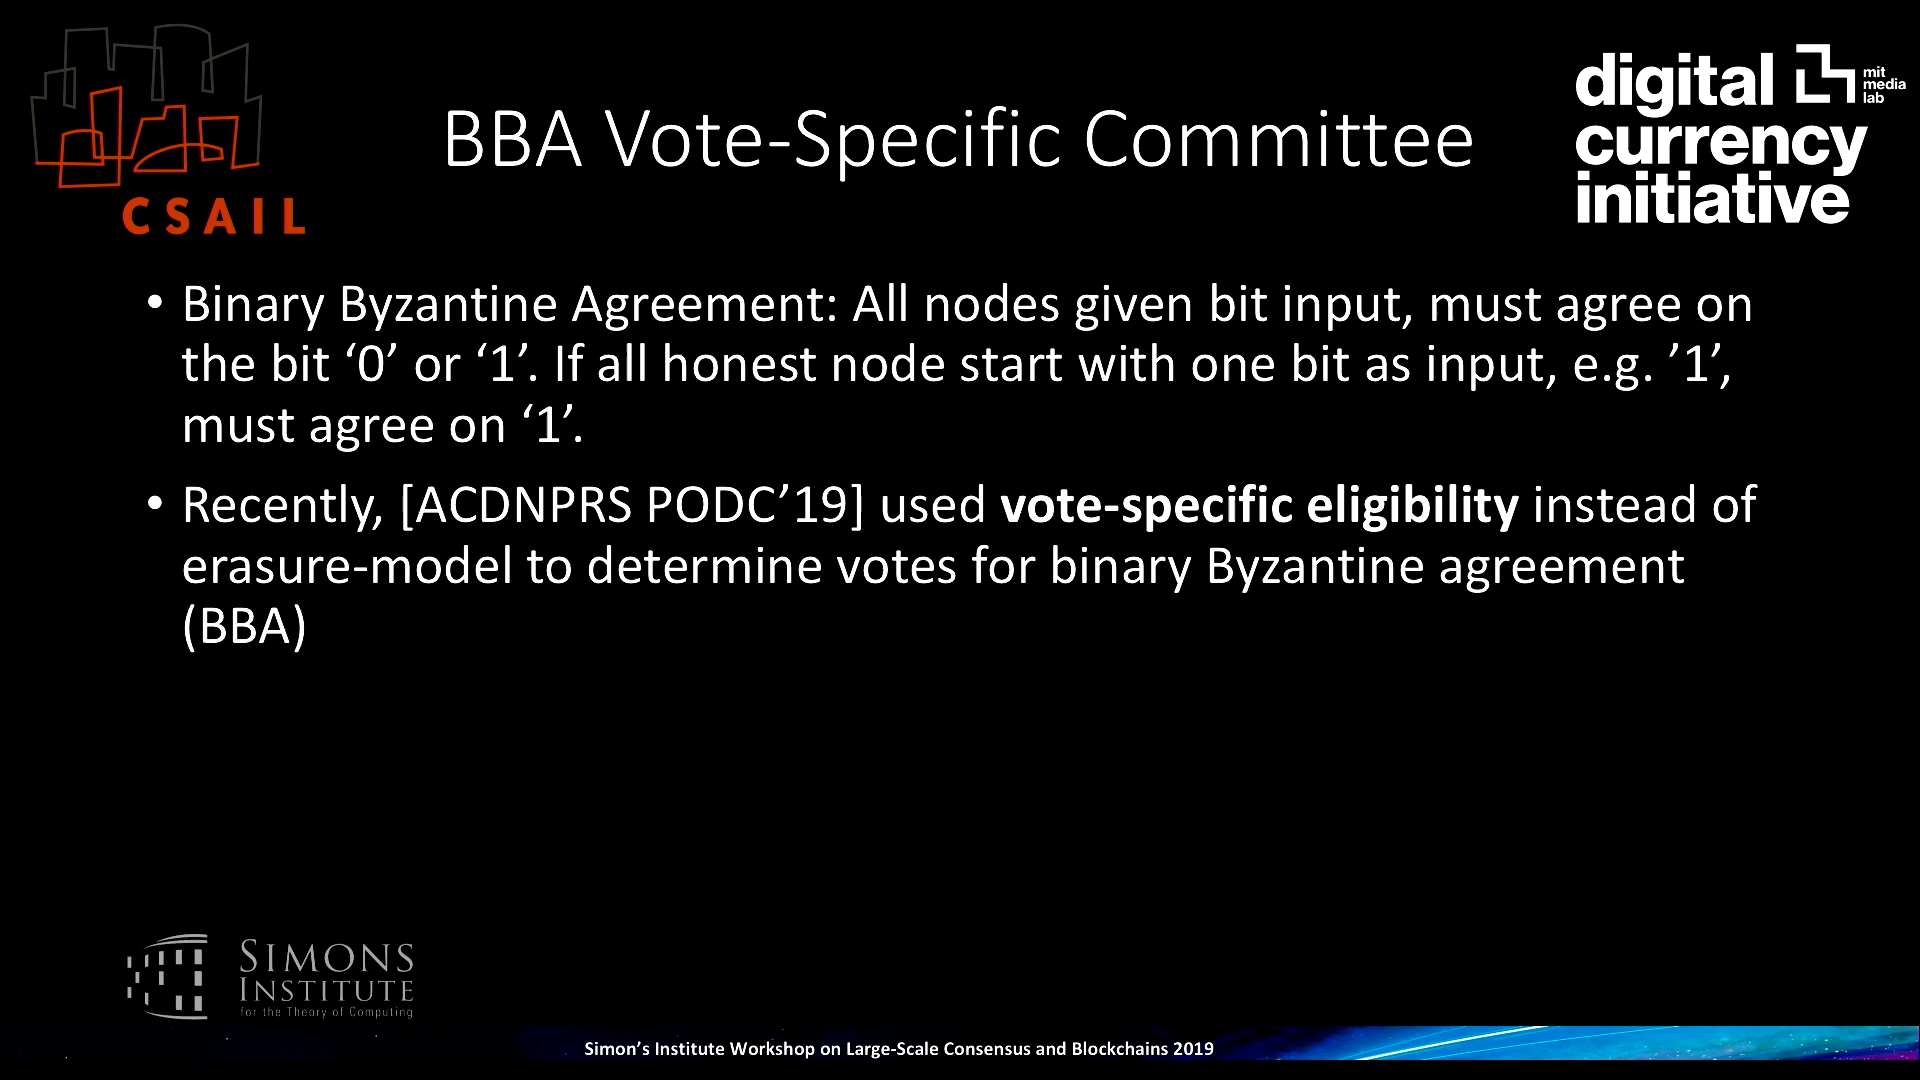 CSAIL
BBA Vote-Specific Committee
digital
currency
initiative
mit
media
lab
• Binary Byzantine Agreement: All nodes given bit input, must agree on
the bit ‘0’ or ‘1’. If all honest node start with one bit as input, e.g. ’1’,
must agree on ‘1’.
• Recently, [ACDNPRS PODC’19] used vote-specific eligibility instead of
erasure-model to determine votes for binary Byzantine agreement
(BBA)
SIMONS
INSTITUTE
for the Theory of Computing
Simon’s Institute Workshop on Large-Scale Consensus and Blockchains 2019